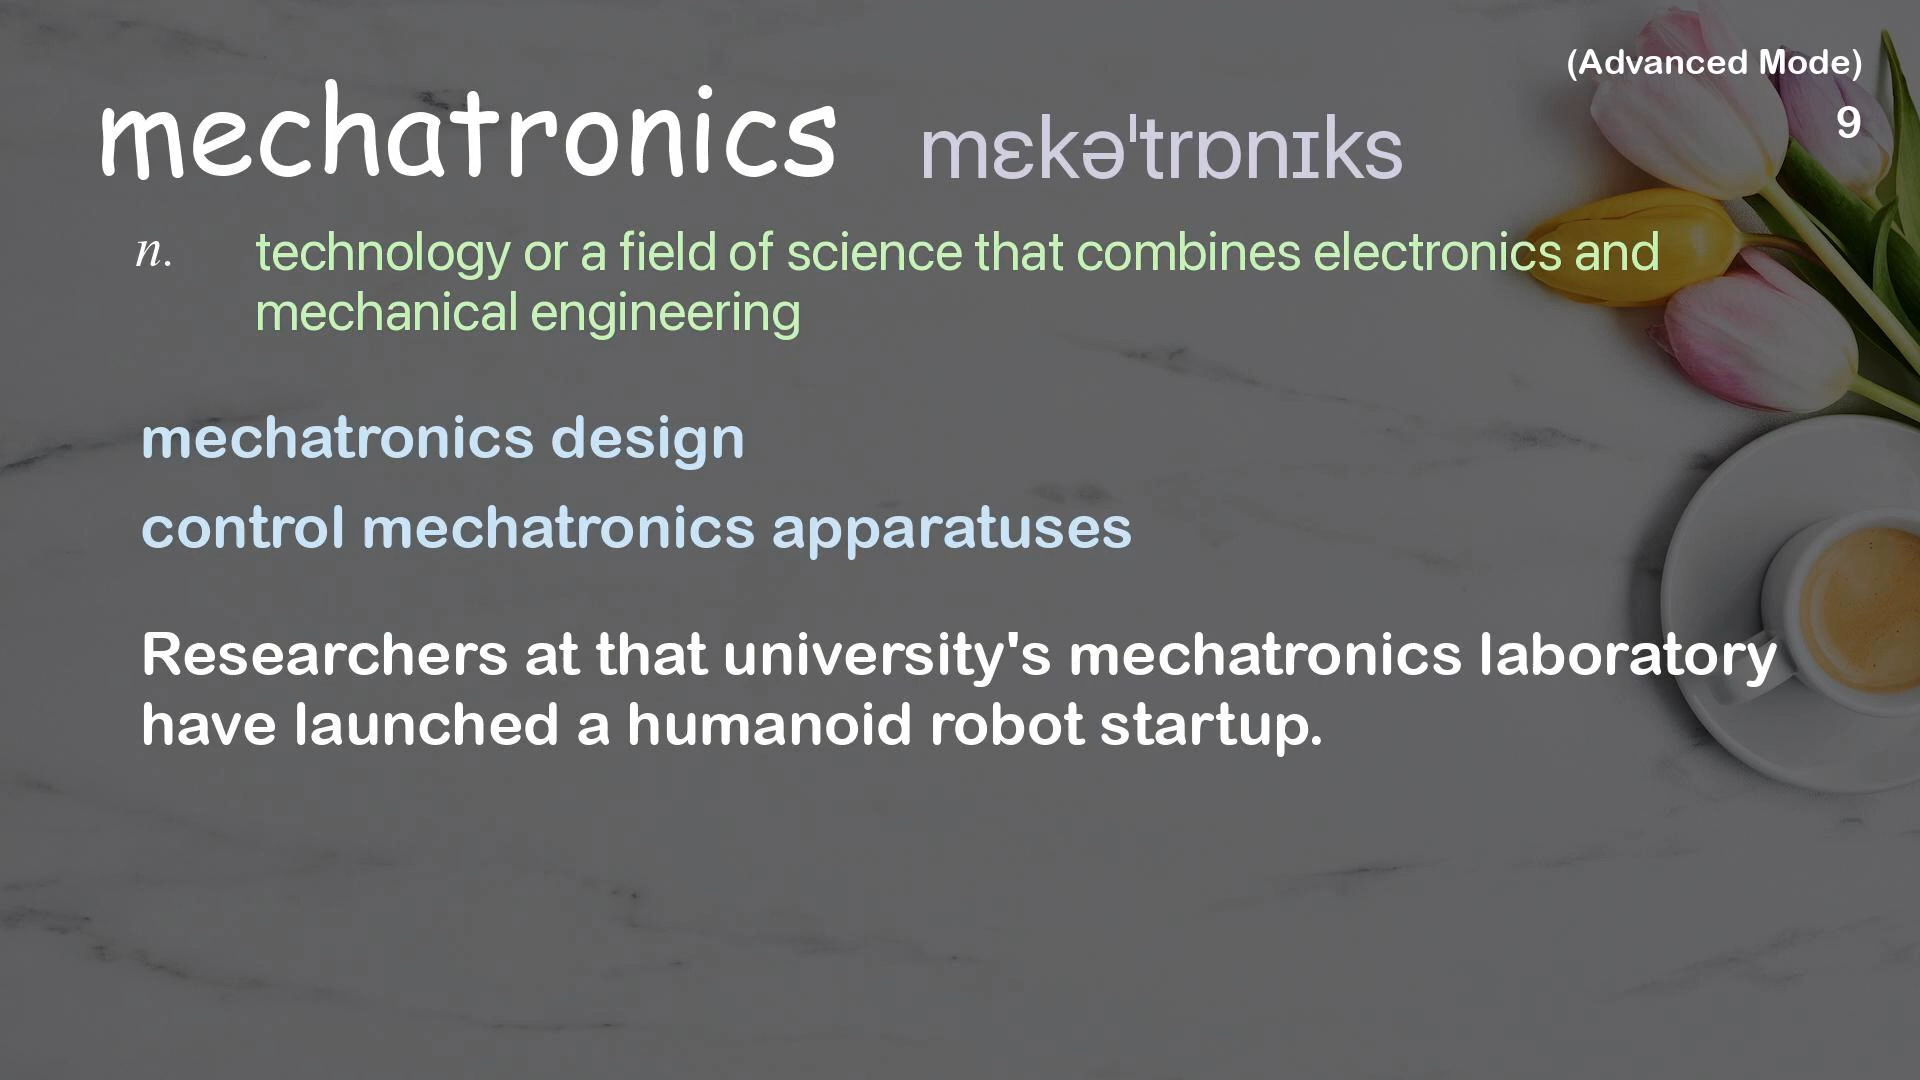 (Advanced Mode)
mechatronics mɛkəˈtrɒnɪks
9
n. technology or a field of science that combines electronics and
mechanical engineering
mechatronics design
control mechatronics apparatuses
Researchers at that university's mechatronics laboratory
have launched a humanoid robot startup.